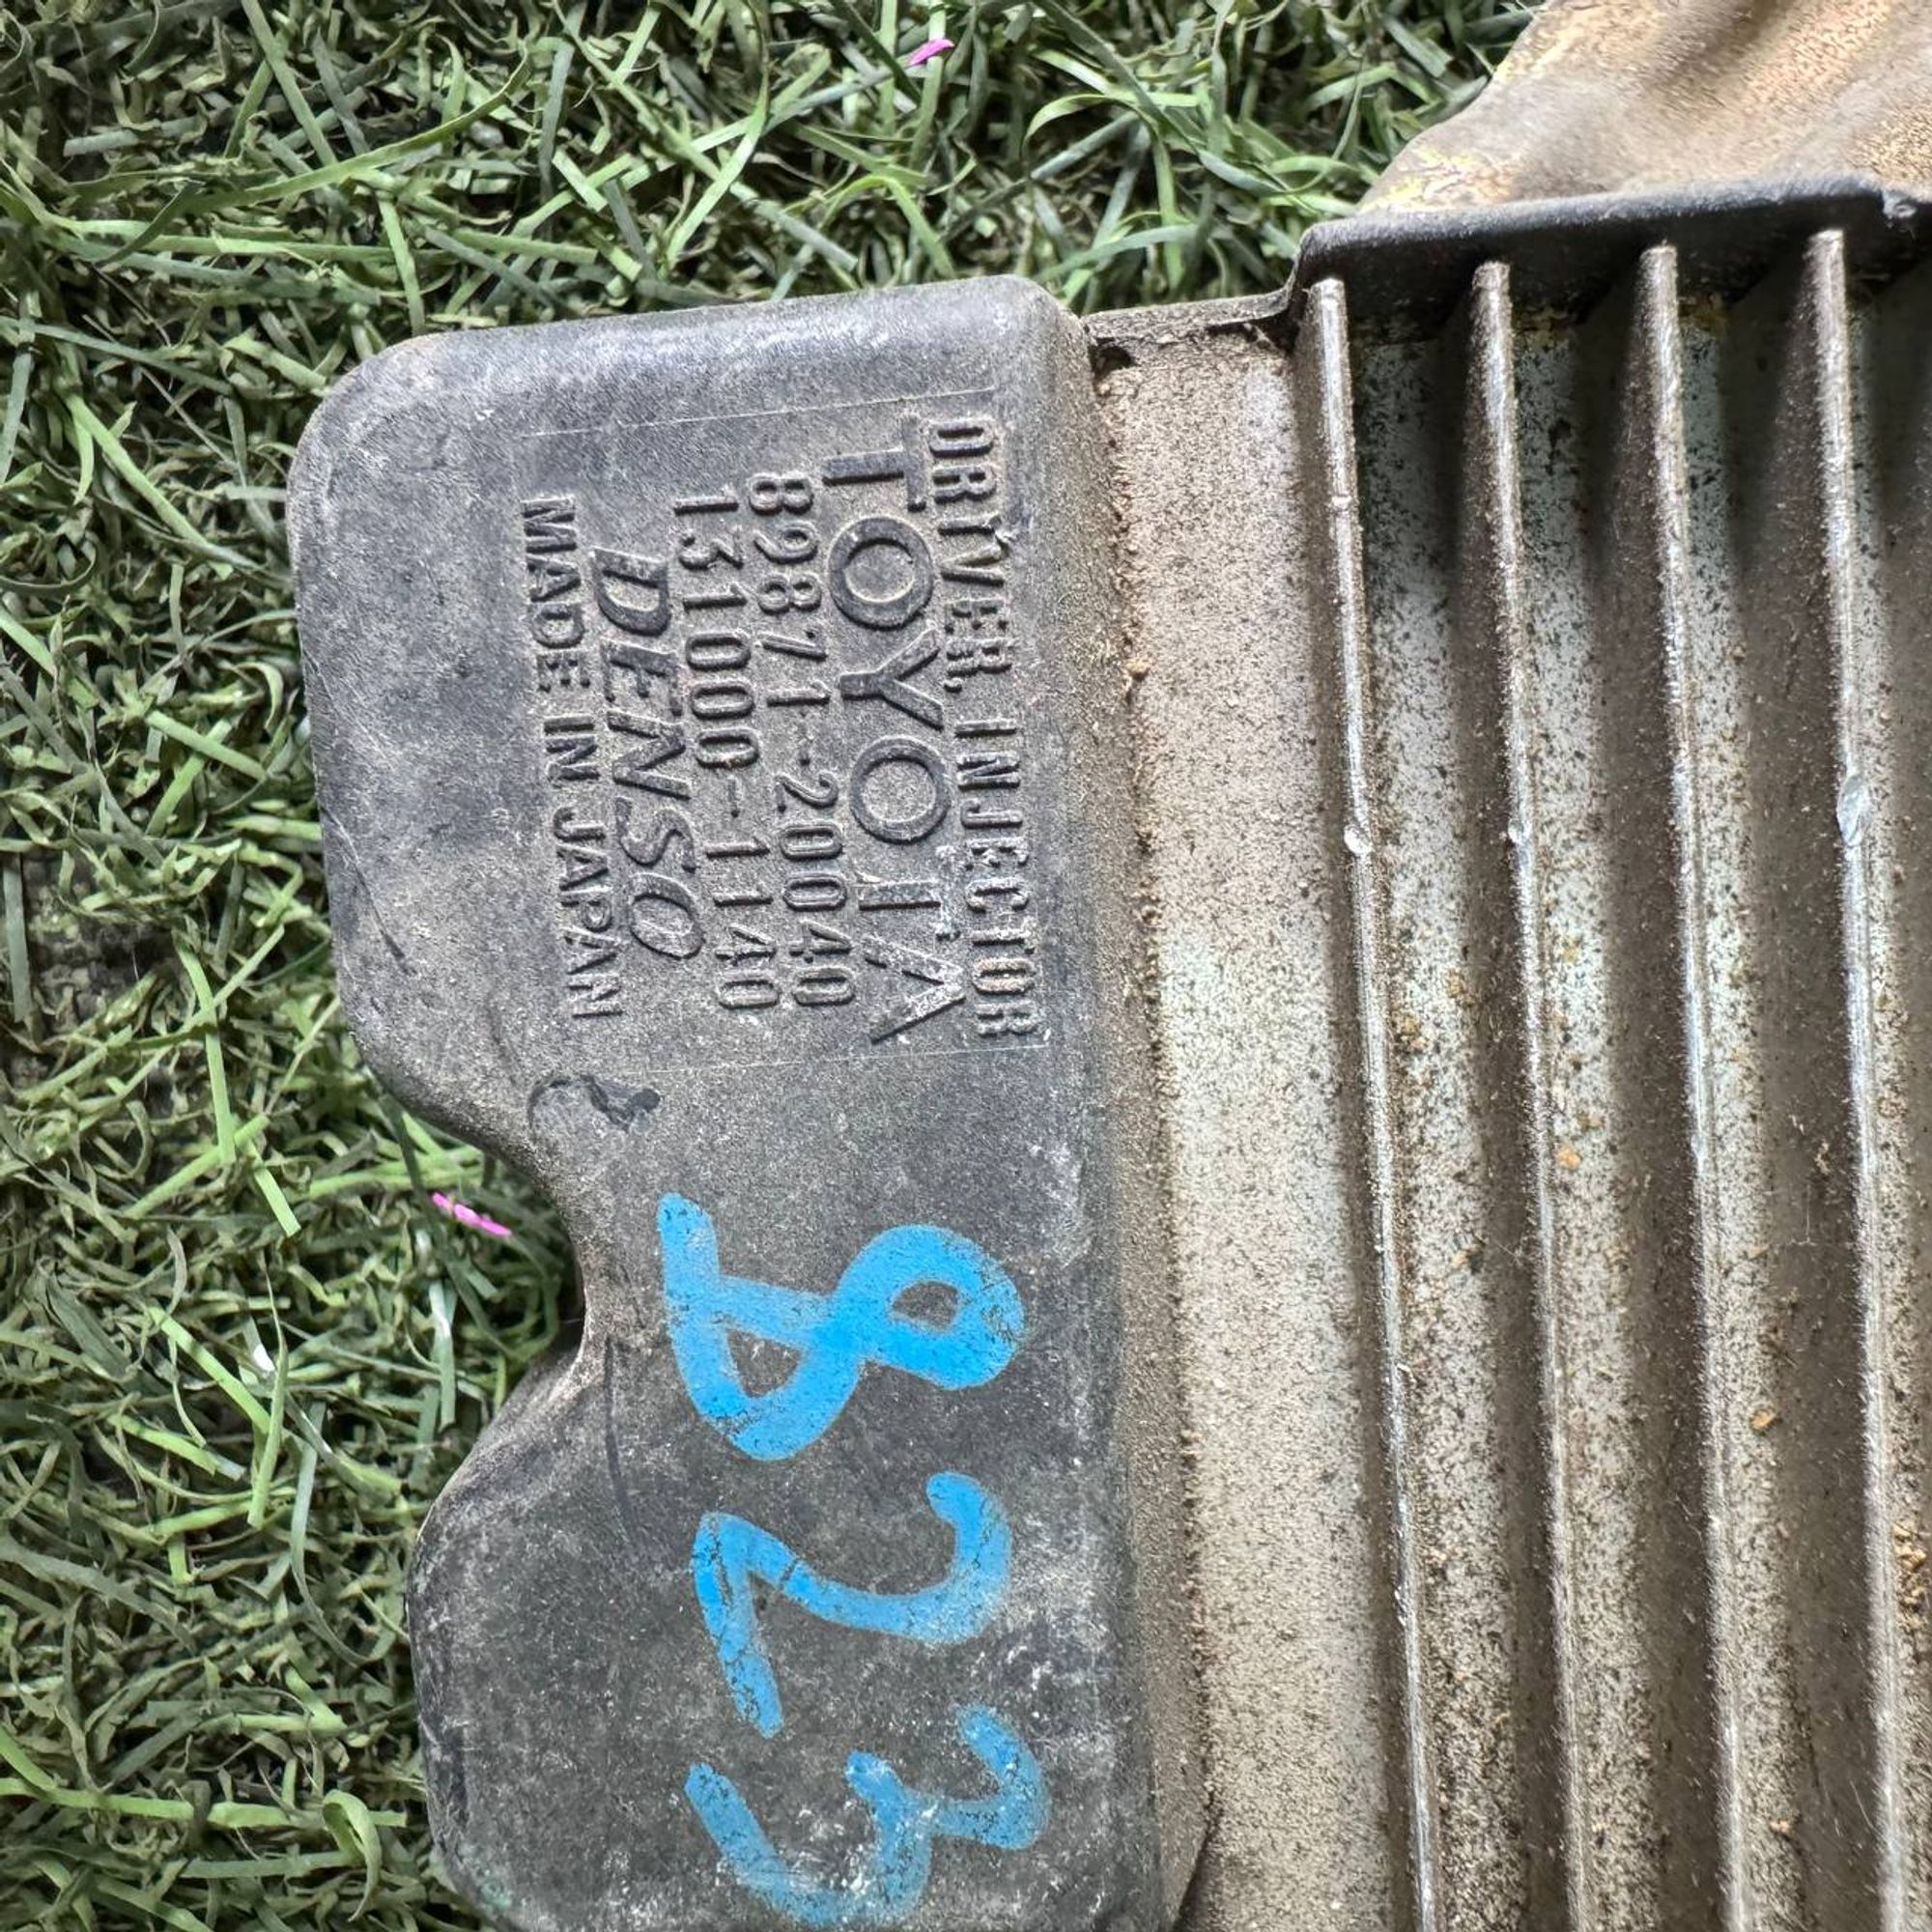 DRIVER, INJECTOR
TOYOTA
89871-20040
131000-1140
DENSO
MADE IN JAPAN
823